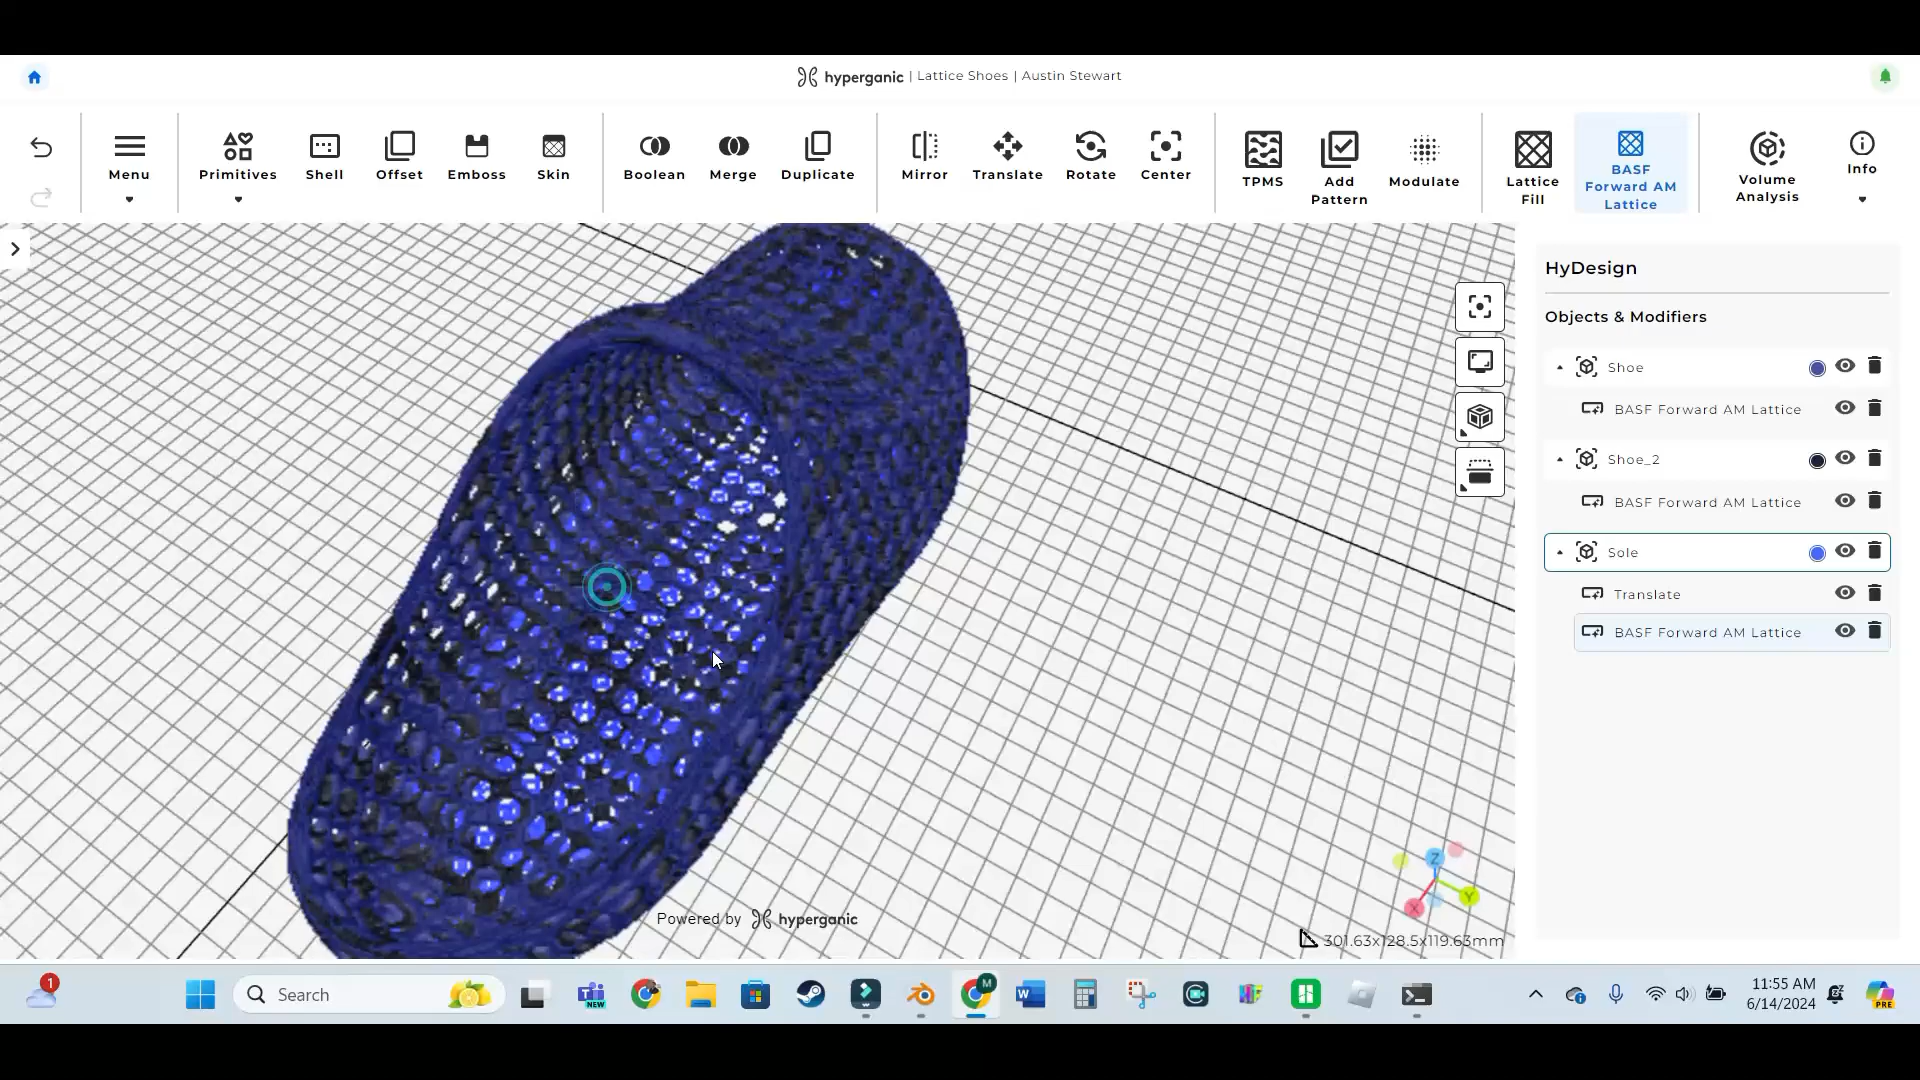 hyperganic | Lattice Shoes | Austin Stewart
Menu
Primitives
Shell
Offset
Emboss
Skin
Boolean
Merge
Duplicate
Mirror
Translate
Rotate
Center
TPMS
Add
Pattern
Modulate
Lattice
Fill
BASF
Forward AM
Lattice
Volume
Analysis
Info
HyDesign
Objects & Modifiers
Shoe
BASF Forward AM Lattice
Shoe_2
BASF Forward AM Lattice
Sole
Translate
BASF Forward AM Lattice
Z
Y
X
Powered by hyperganic
301.63x128.5x119.63mm
1
Search
NEW
M
W
11:55 AM
6/14/2024
PRE